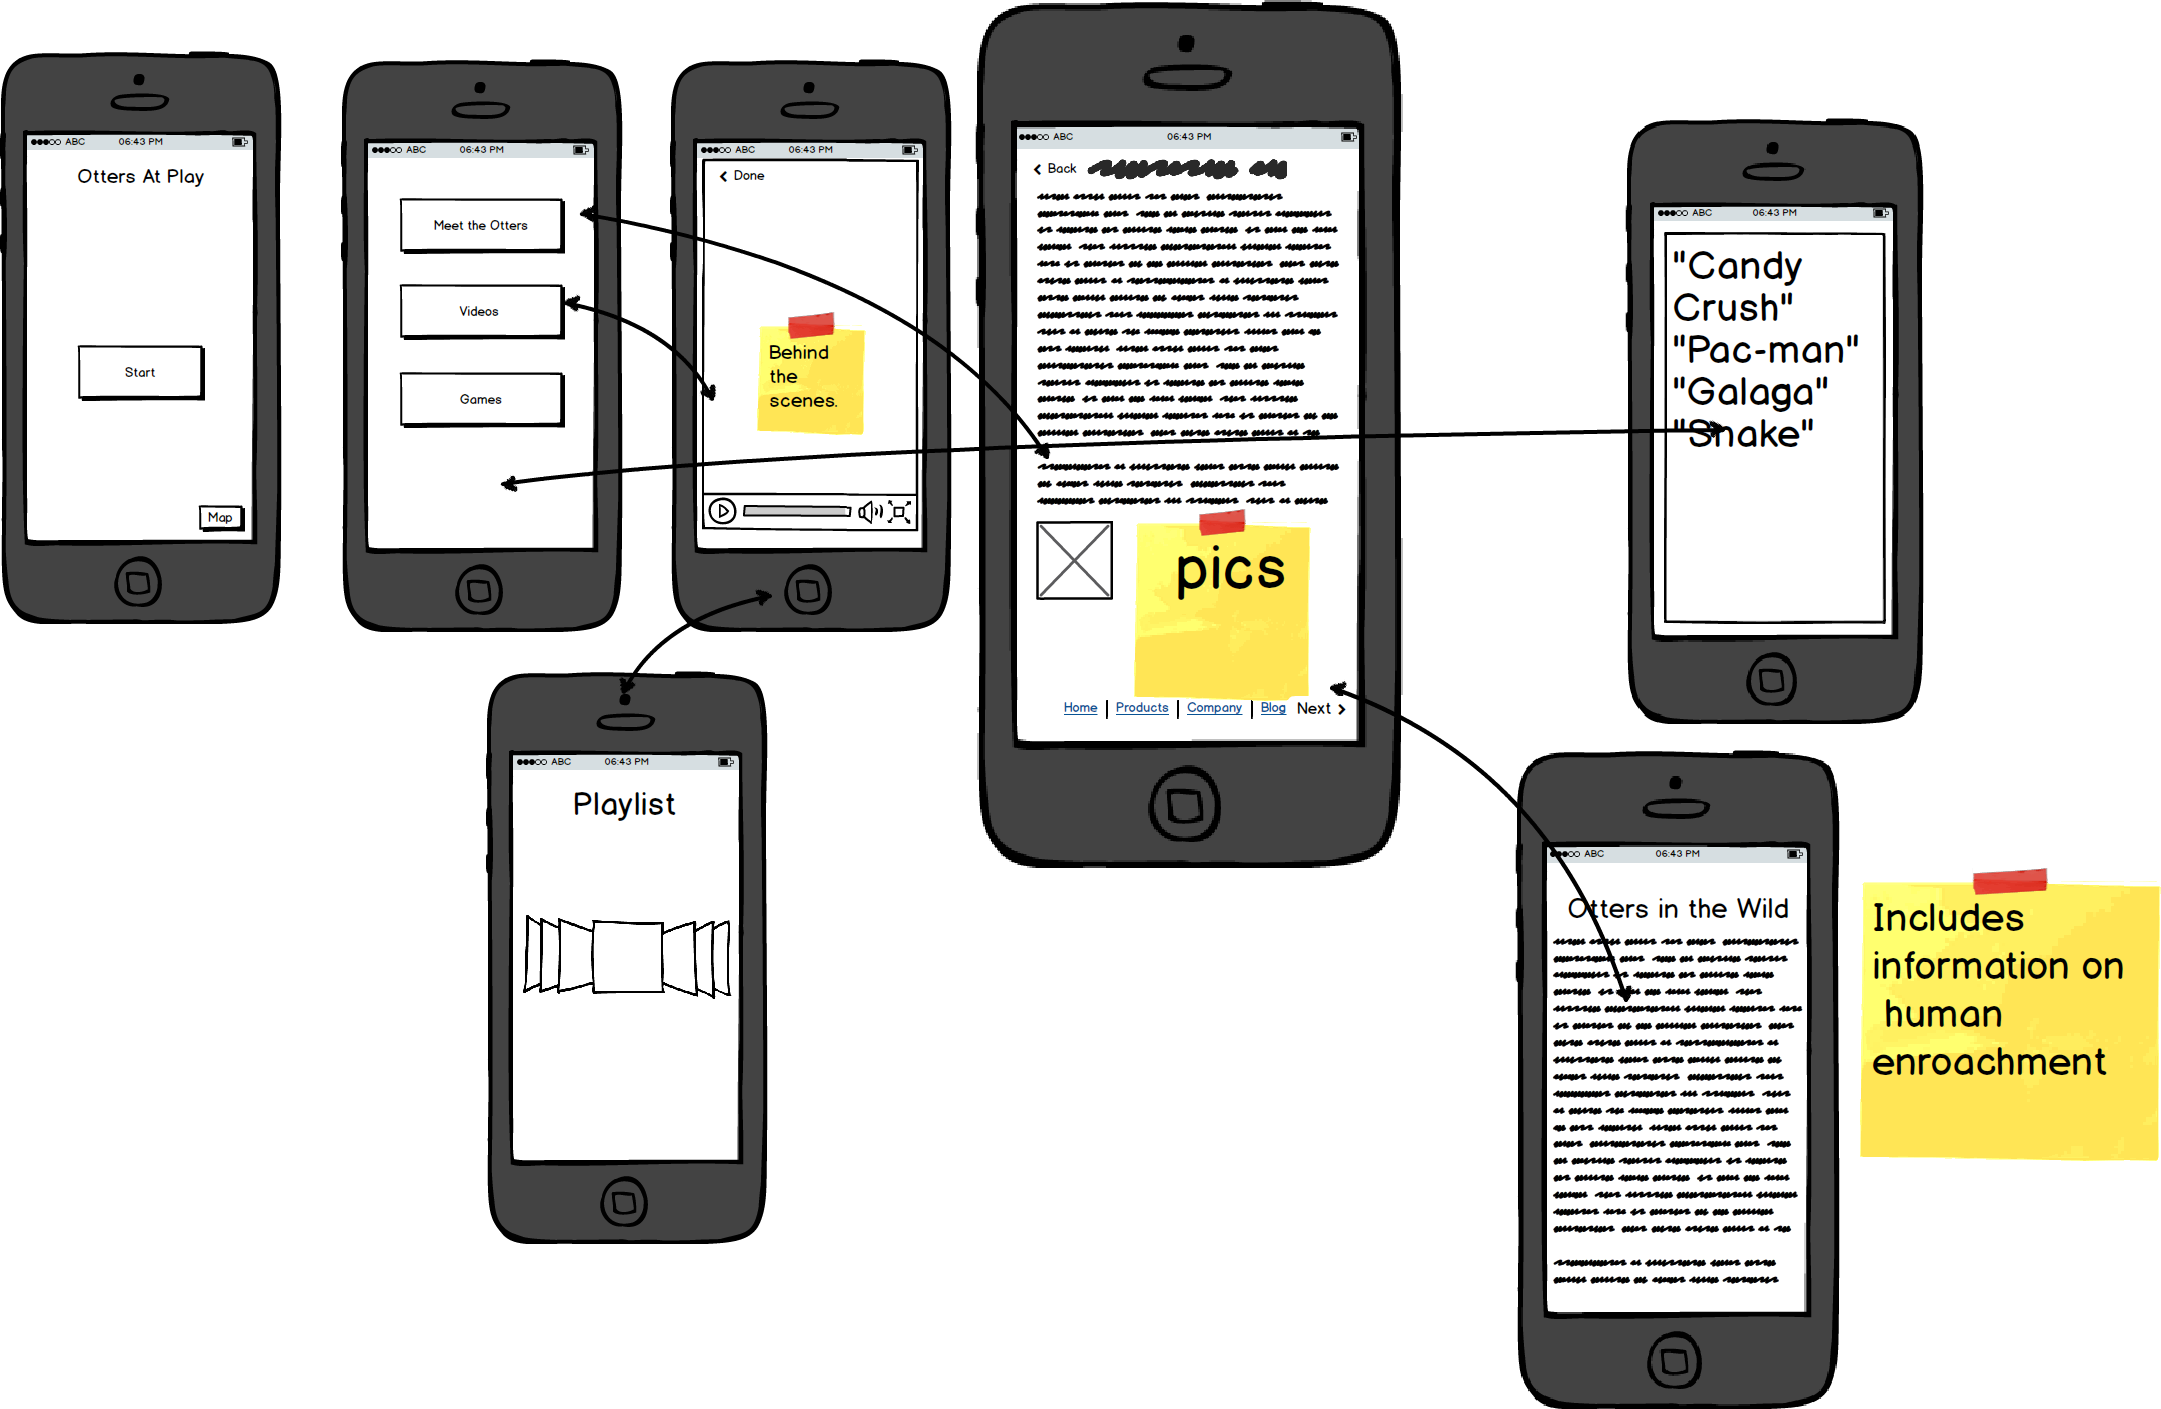 ABC 06:43 PM
Otters At Play
Start
Map
ABC 06:43 PM
Meet the Otters
Videos
Games
ABC 06:43 PM
Done
Behind
the
scenes.
ABC 06:43 PM
Back
pics
Home Products Company Blog Next
ABC 06:43 PM
"Candy
Crush"
"Pac-man"
"Galaga"
"Snake"
ABC 06:43 PM
Playlist
ABC 06:43 PM
Otters in the Wild
Includes
information on
human
enroachment